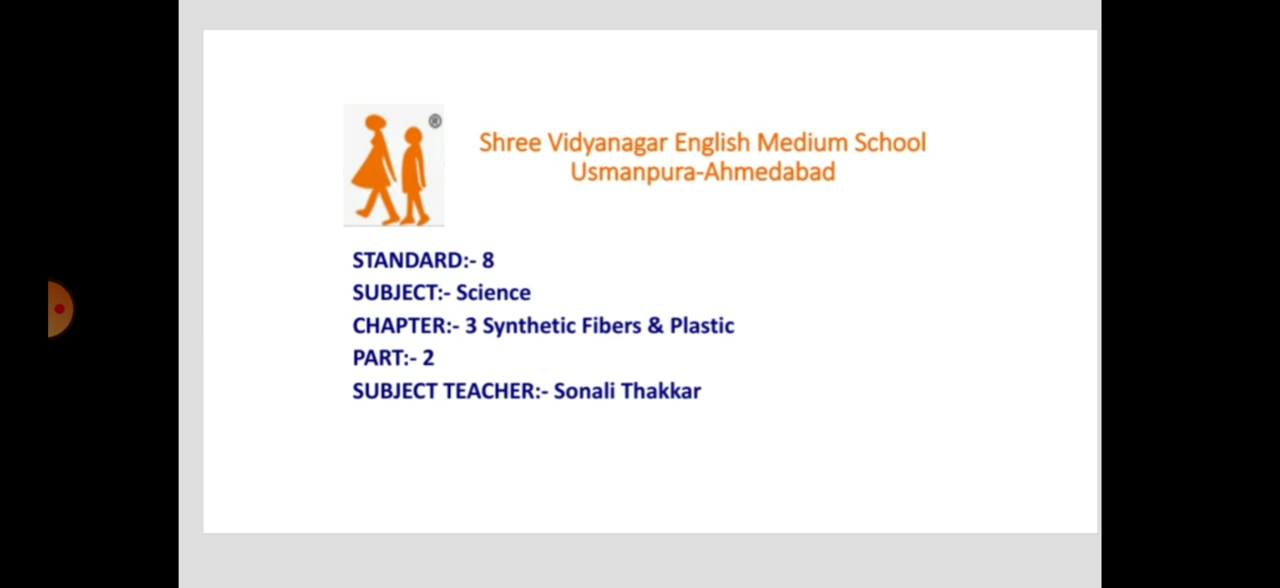 ®
Shree Vidyanagar English Medium School
Usmanpura-Ahmedabad
STANDARD:- 8
SUBJECT:- Science
CHAPTER:- 3 Synthetic Fibers & Plastic
PART:- 2
SUBJECT TEACHER:- Sonali Thakkar